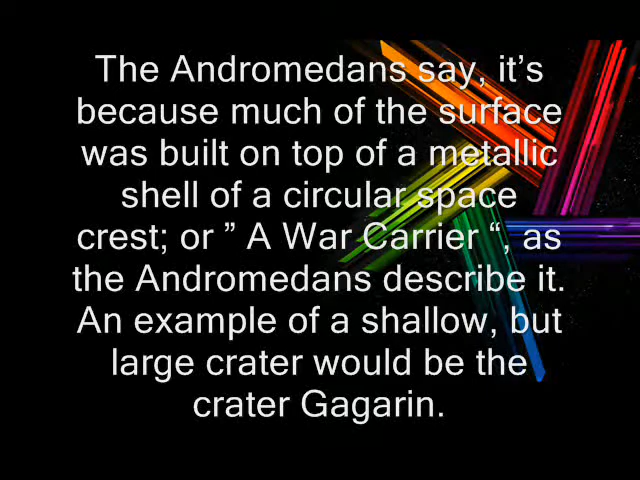 The Andromedans say, it’s
because much of the surface
was built on top of a metallic
shell of a circular space
crest; or ” A War Carrier “, as
the Andromedans describe it.
An example of a shallow, but
large crater would be the
crater Gagarin.